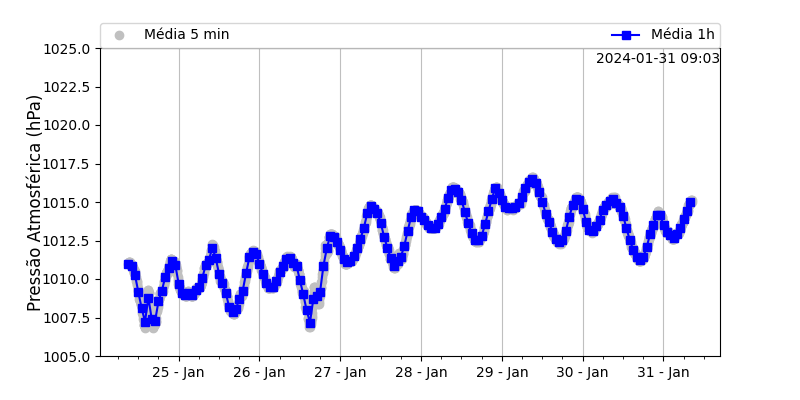 Média 5 min
Média 1h
2024-01-31 09:03
Pressão Atmosférica (hPa)
1025.0
1022.5
1020.0
1017.5
1015.0
1012.5
1010.0
1007.5
1005.0
25 - Jan
26 - Jan
27 - Jan
28 - Jan
29 - Jan
30 - Jan
31 - Jan